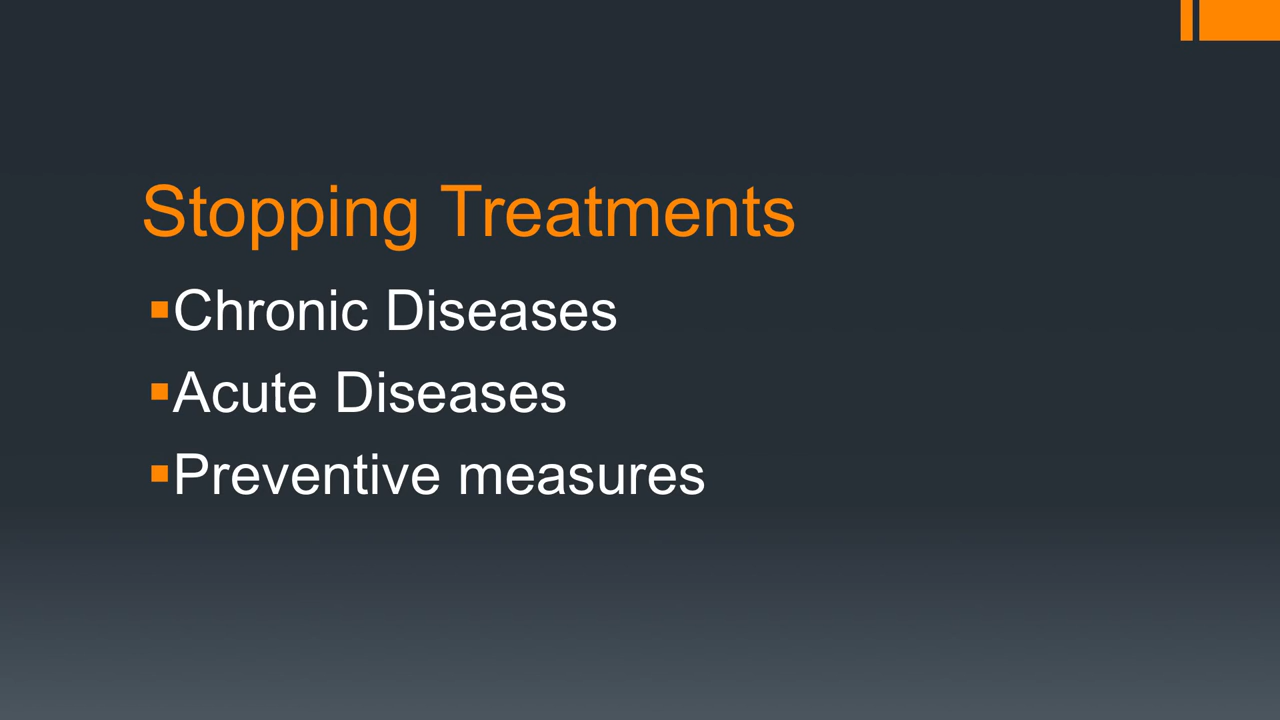 Stopping Treatments
▪Chronic Diseases
▪Acute Diseases
▪Preventive measures